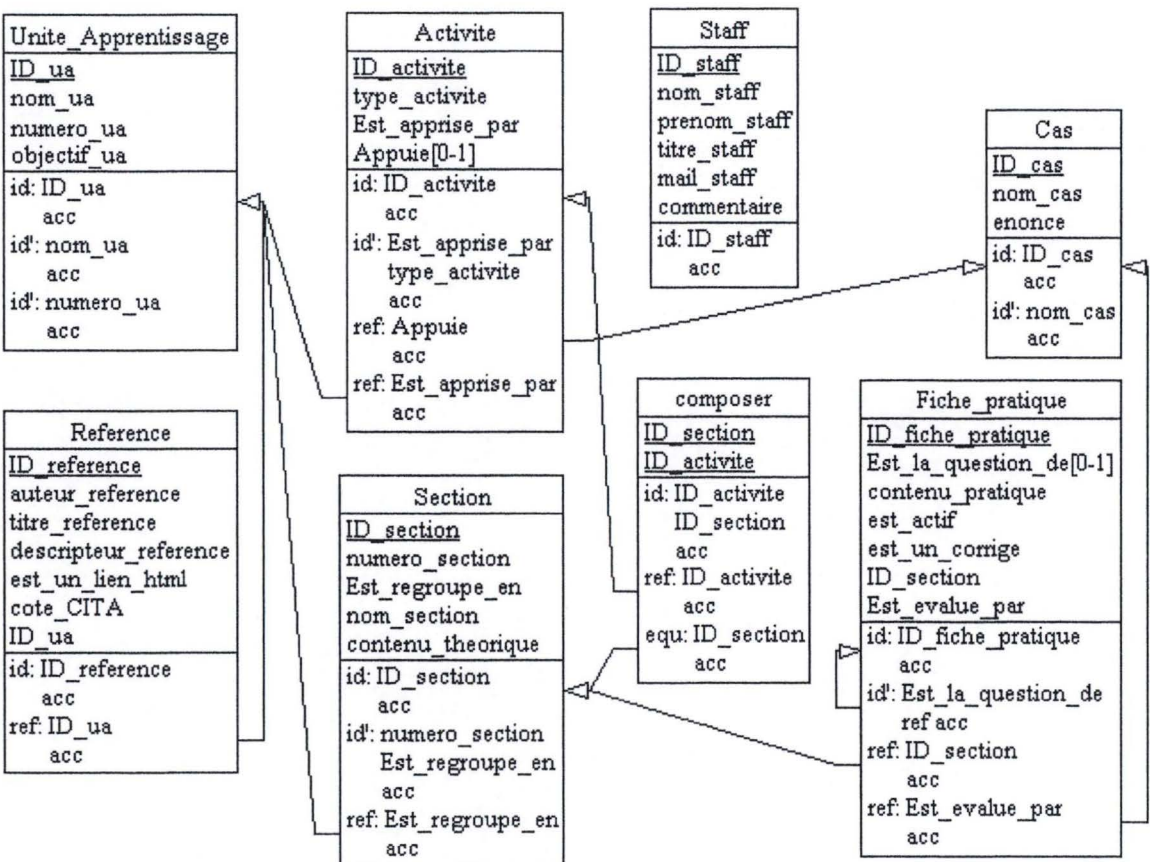 Unite_Apprentissage
ID_ua
nom_ua
numero_ua
objectif_ua
id: ID_ua
acc
id': nom_ua
acc
id': numero_ua
acc
Activite
ID_activite
type_activite
Est_apprise_par
Appuie[0-1]
id: ID_activite
acc
id': Est_apprise_par
type_activite
acc
ref: Appuie
acc
ref: Est_apprise_par
acc
Staff
ID_staff
nom_staff
prenom_staff
titre_staff
mail_staff
commentaire
id: ID_staff
acc
Cas
ID_cas
nom_cas
enonce
id: ID_cas
acc
id': nom_cas
acc
Reference
ID_reference
auteur_reference
titre_reference
descripteur_reference
est_un_lien_html
cote_CITA
ID_ua
id: ID_reference
acc
ref: ID_ua
acc
Section
ID_section
numero_section
Est_regroupe_en
nom_section
contenu_theorique
id: ID_section
acc
id': numero_section
Est_regroupe_en
acc
ref: Est_regroupe_en
acc
composer
ID_section
ID_activite
id: ID_activite
ID_section
acc
ref: ID_activite
acc
equ: ID_section
acc
Fiche_pratique
ID_fiche_pratique
Est_la_question_de[0-1]
contenu_pratique
est_actif
est_un_corrige
ID_section
Est_evalue_par
id: ID_fiche_pratique
acc
id': Est_la_question_de
ref acc
ref: ID_section
acc
ref: Est_evalue_par
acc